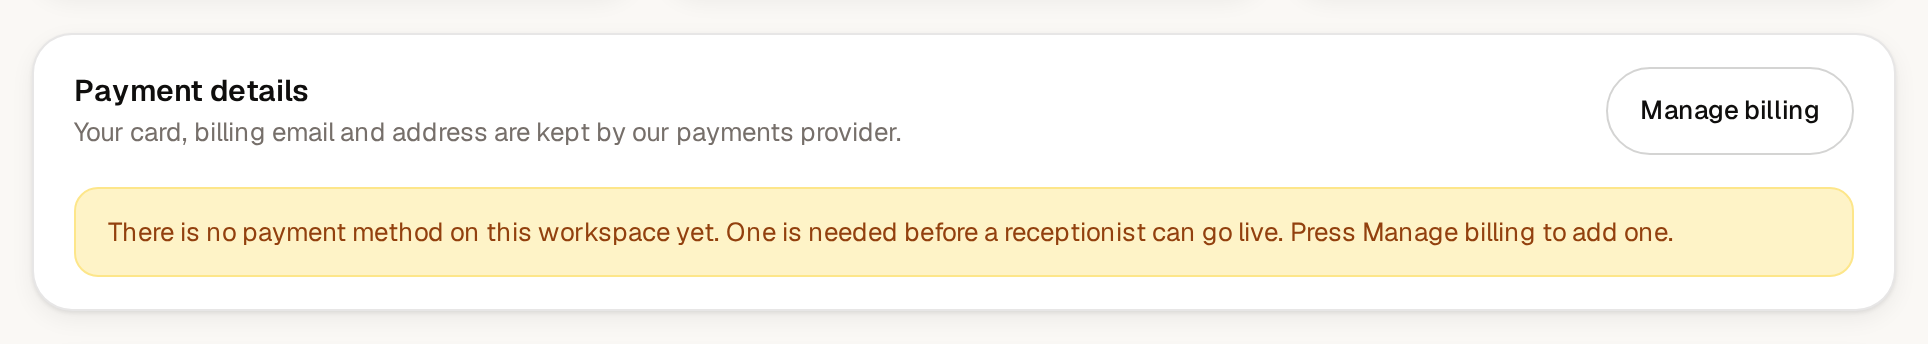 Payment details
Your card, billing email and address are kept by our payments provider.
Manage billing
There is no payment method on this workspace yet. One is needed before a receptionist can go live. Press Manage billing to add one.